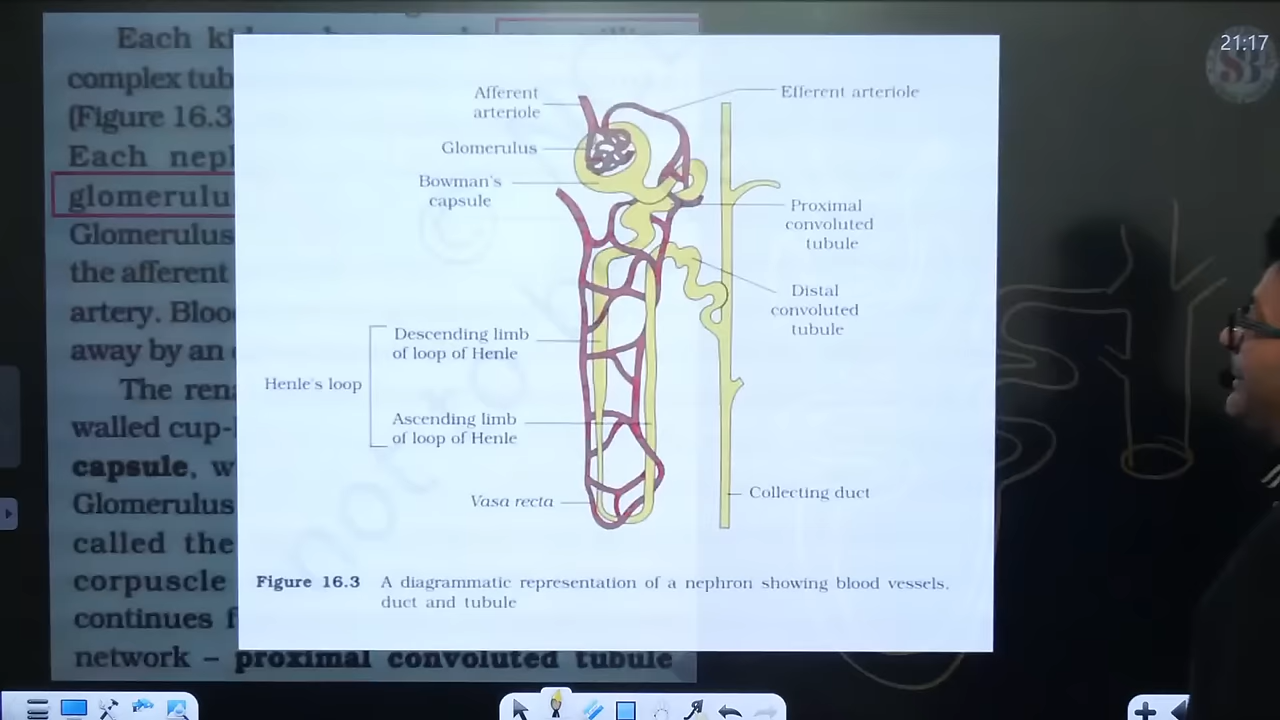 Each
complex tub
(Figure 16.3
Each nep
glomerulu
Glomerulus
the afferent
artery. Bloo
away by an
The ren
walled cup-
capsule, w
Glomerulus
called the
corpuscle
continues f
network – proximal convoluted tubule
Afferent
arteriole
Glomerulus
Bowman's
capsule
Efferent arteriole
Proximal
convoluted
tubule
Distal
convoluted
tubule
Descending limb
of loop of Henle
Henle's loop
Ascending limb
of loop of Henle
Vasa recta
Collecting duct
Figure 16.3 A diagrammatic representation of a nephron showing blood vessels,
duct and tubule
21:17